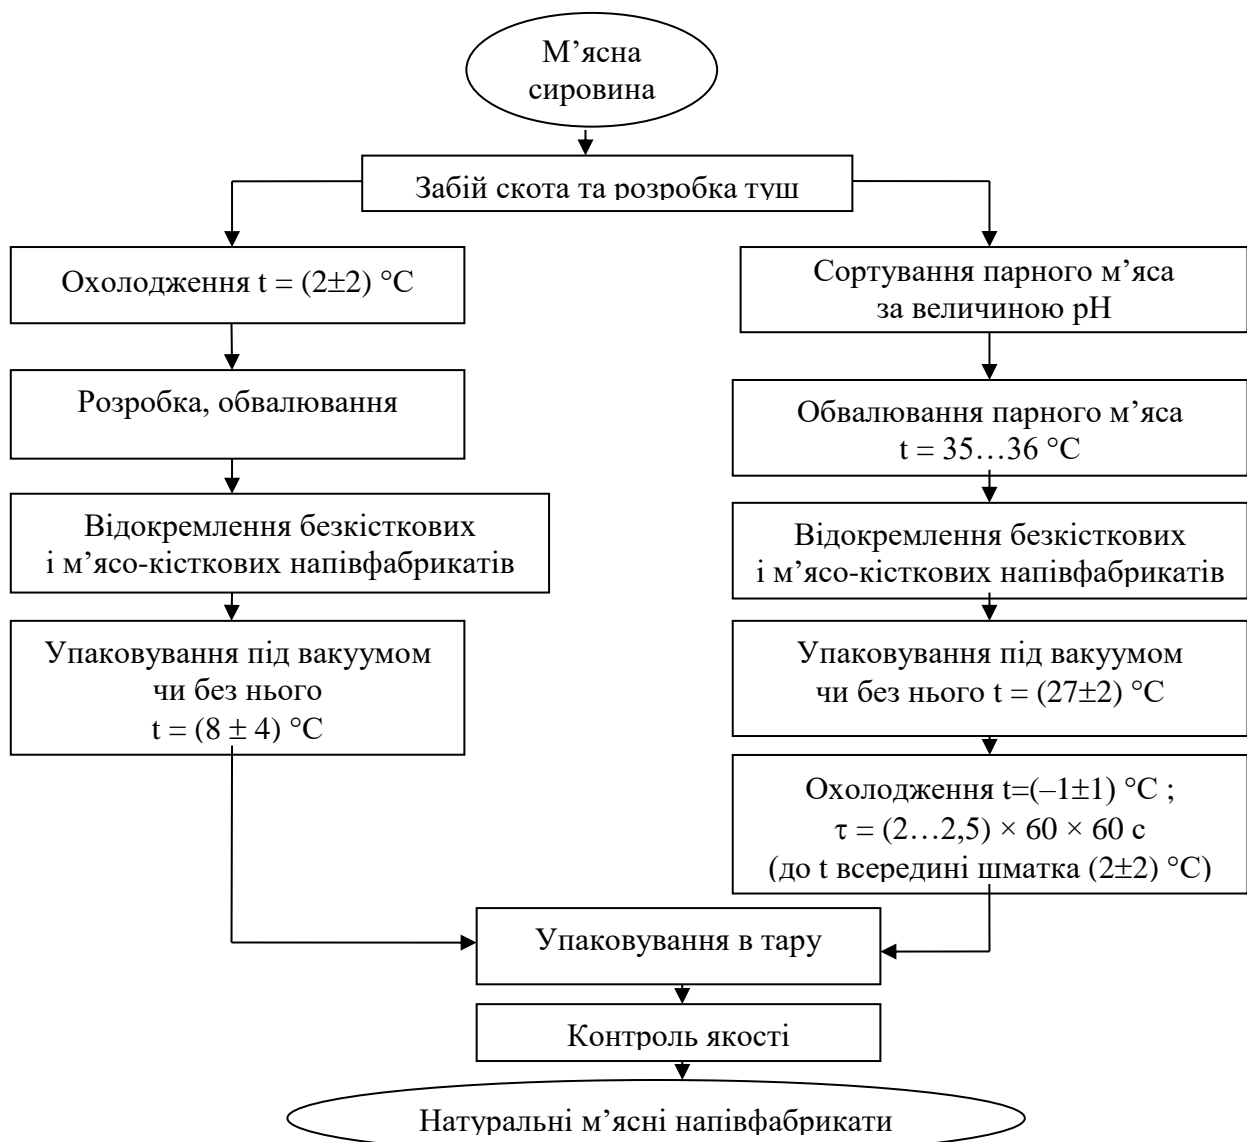 М’ясна
сировина
Забій скота та розробка туш
Охолодження t = (2±2) °С
Розробка, обвалювання
Відокремлення безкісткових
і м’ясо-кісткових напівфабрикатів
Упаковування під вакуумом
чи без нього
t = (8 ± 4) °С
Сортування парного м’яса
за величиною рН
Обвалювання парного м’яса
t = 35…36 °С
Відокремлення безкісткових
і м’ясо-кісткових напівфабрикатів
Упаковування під вакуумом
чи без нього t = (27±2) °С
Охолодження t=(–1±1) °С ;
τ = (2…2,5) × 60 × 60 с
(до t всередині шматка (2±2) °С)
Упаковування в тару
Контроль якості
Натуральні м’ясні напівфабрикати